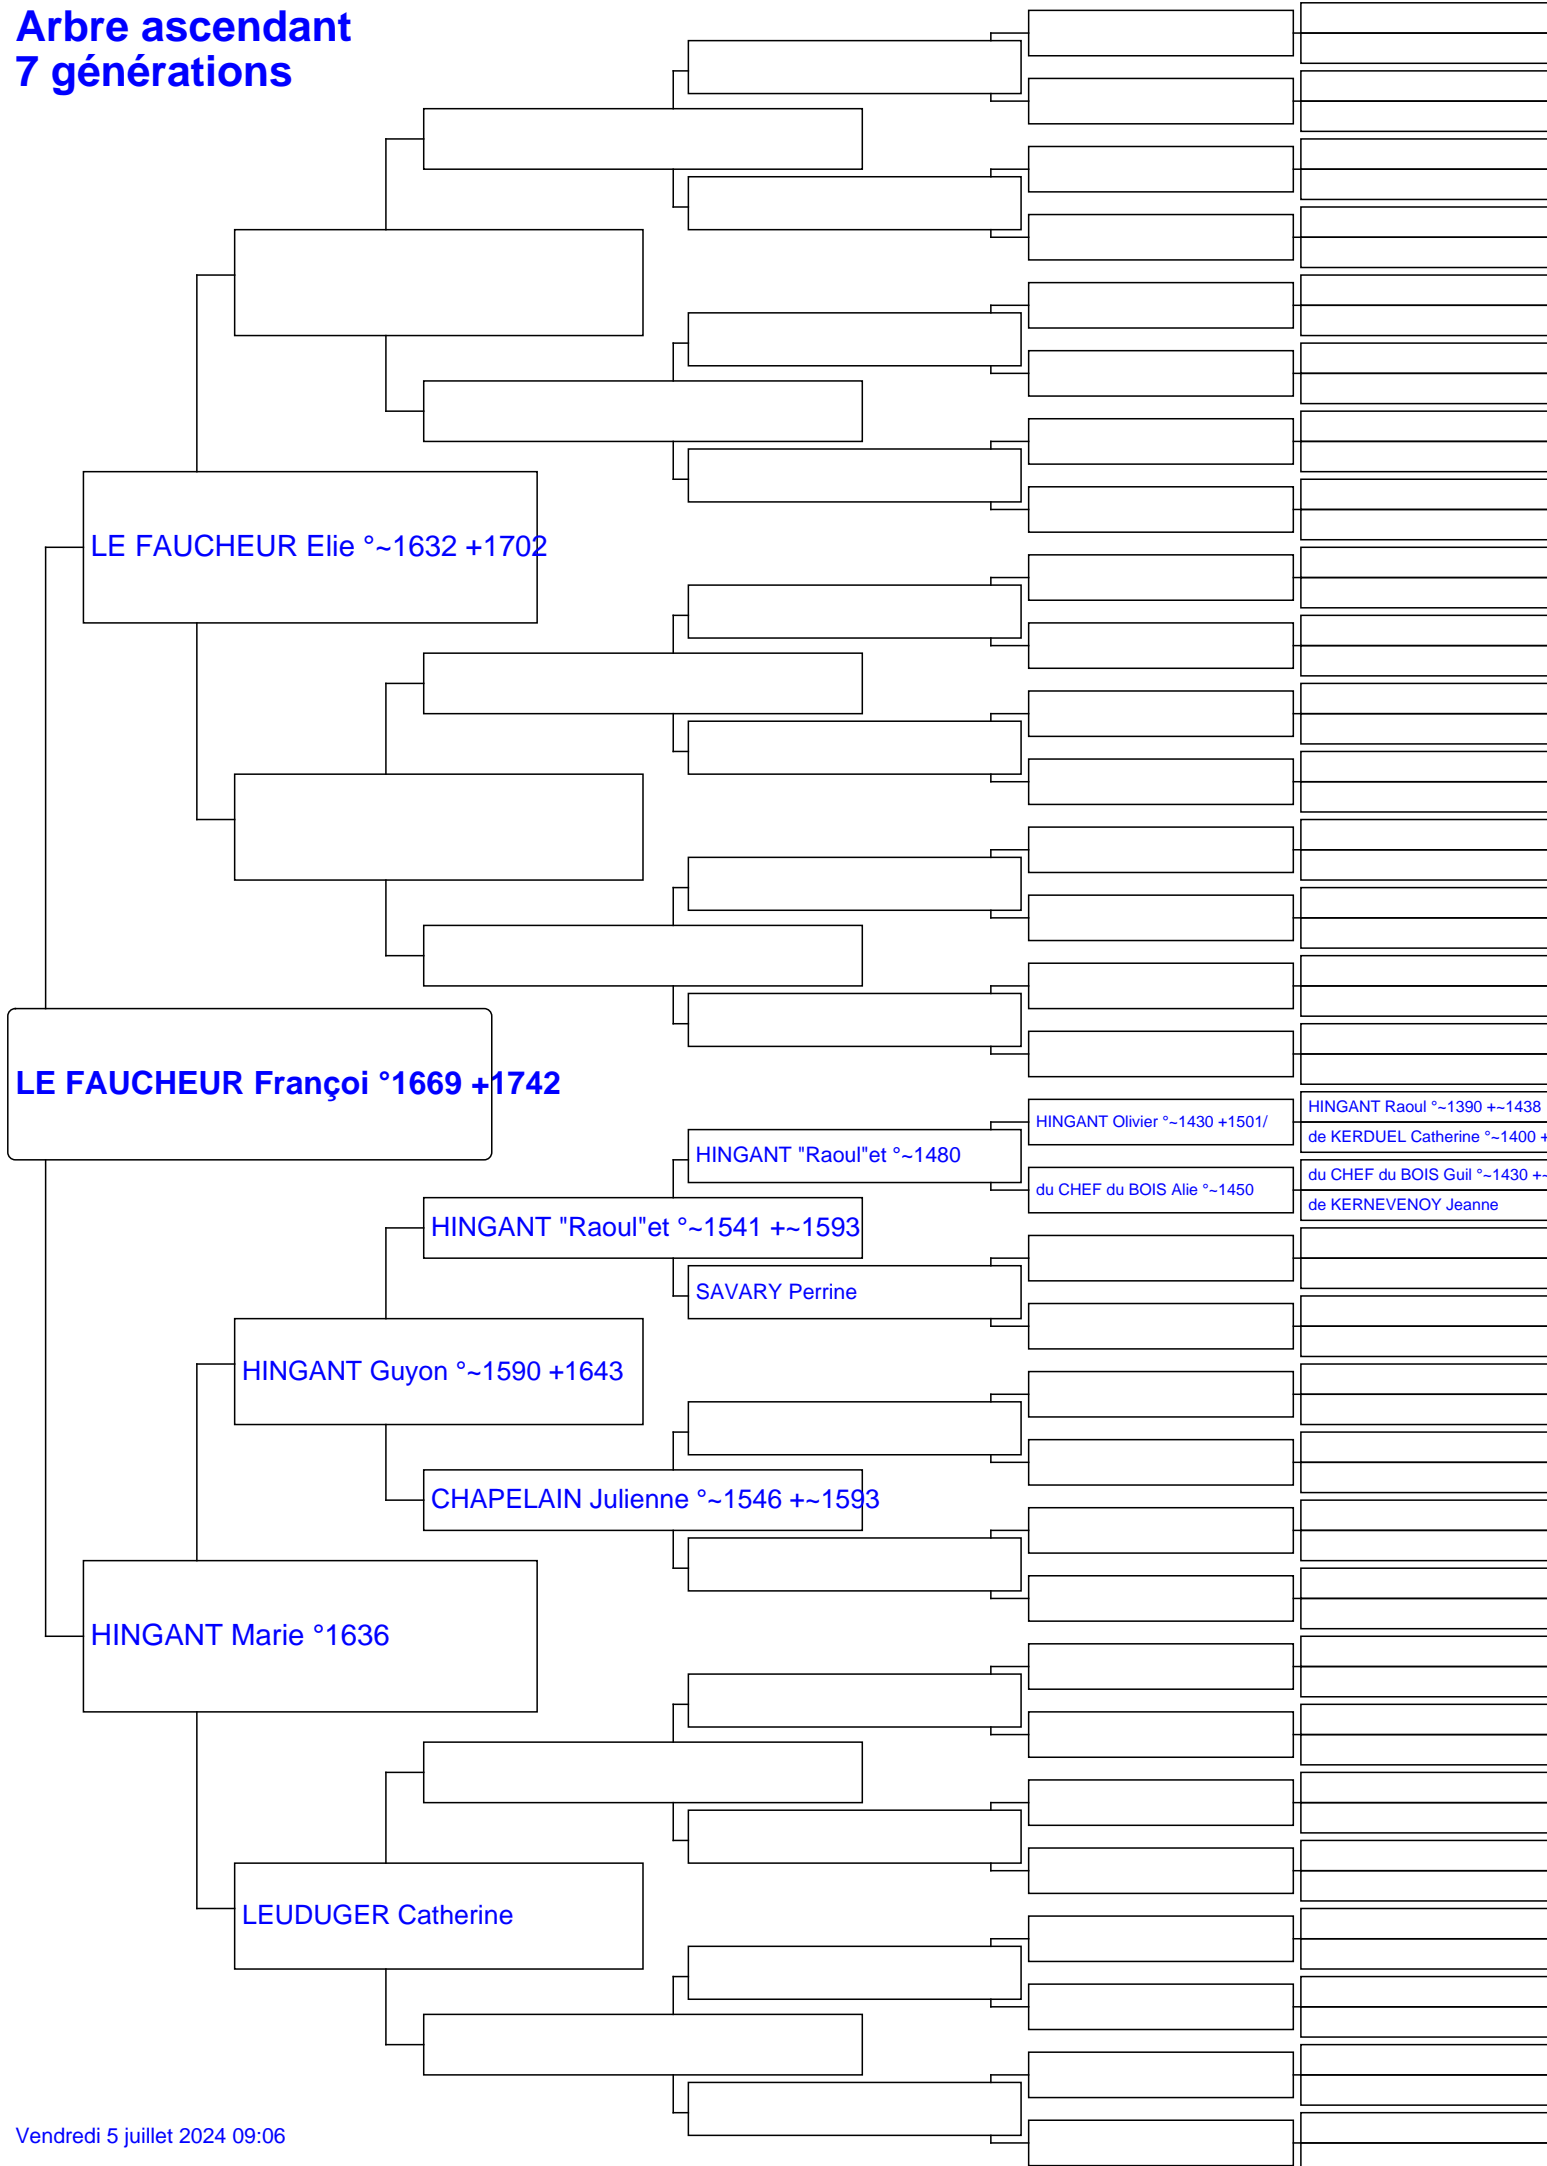 Arbre ascendant
7 générations
LE FAUCHEUR Elie °~1632 +1702
LE FAUCHEUR Françoi °1669 +1742
HINGANT Olivier °~1430 +1501/
HINGANT Raoul °~1390 +~1438
de KERDUEL Catherine °~1400 +
HINGANT "Raoul"et °~1480
du CHEF du BOIS Alie °~1450
du CHEF du BOIS Guil °~1430 +~
de KERNEVENOY Jeanne
HINGANT "Raoul"et °~1541 +~1593
SAVARY Perrine
HINGANT Guyon °~1590 +1643
CHAPELAIN Julienne °~1546 +~1593
HINGANT Marie °1636
LEUDUGER Catherine
Vendredi 5 juillet 2024 09:06